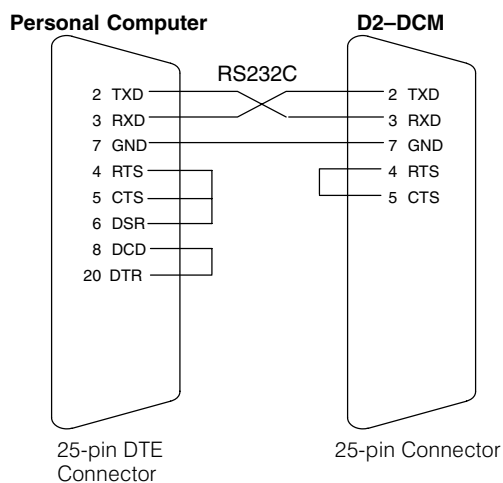 Personal Computer
D2–DCM
RS232C
2 TXD
3 RXD
7 GND
4 RTS
5 CTS
6 DSR
8 DCD
20 DTR
2 TXD
3 RXD
7 GND
4 RTS
5 CTS
25-pin DTE
Connector
25-pin Connector